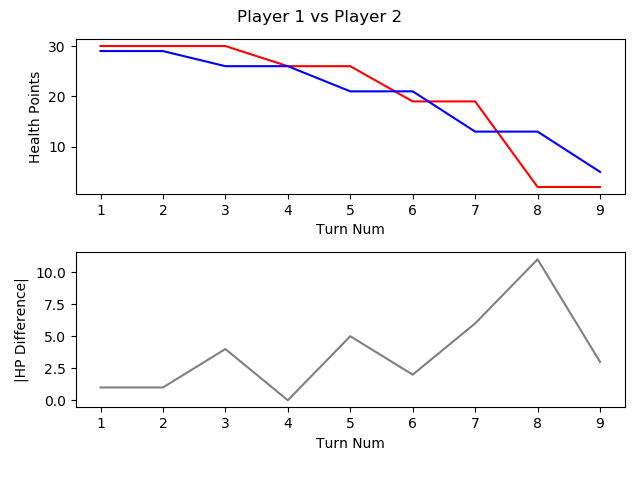 Player 1 vs Player 2
30
20
10
Health Points
1 2 3 4 5 6 7 8 9
Turn Num
10.0
7.5
5.0
2.5
0.0
|HP Difference|
1 2 3 4 5 6 7 8 9
Turn Num